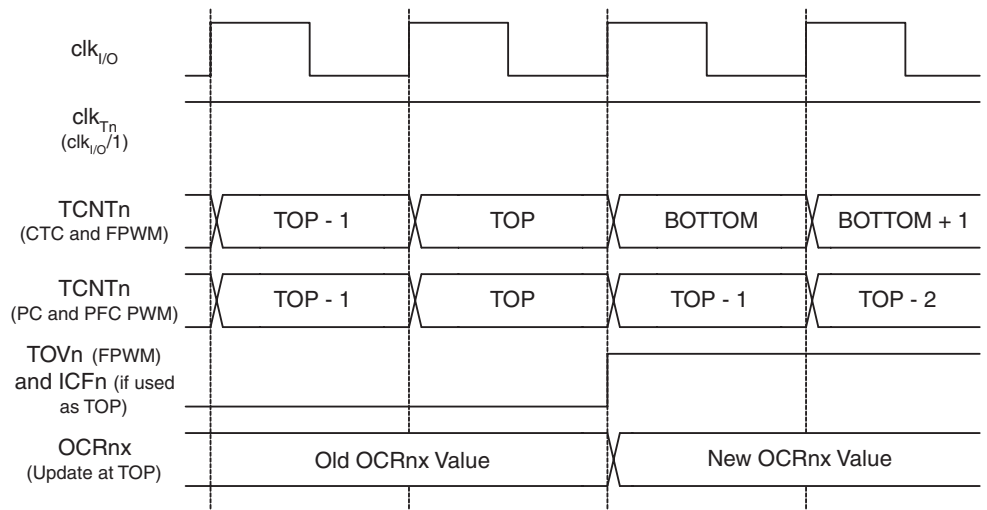 clkI/O
clkTn
(clkI/O/1)
TCNTn
(CTC and FPWM)
TOP - 1
TOP
BOTTOM
BOTTOM + 1
TCNTn
(PC and PFC PWM)
TOP - 1
TOP
TOP - 1
TOP - 2
TOVn (FPWM)
and ICFn (if used
as TOP)
OCRnx
(Update at TOP)
Old OCRnx Value
New OCRnx Value